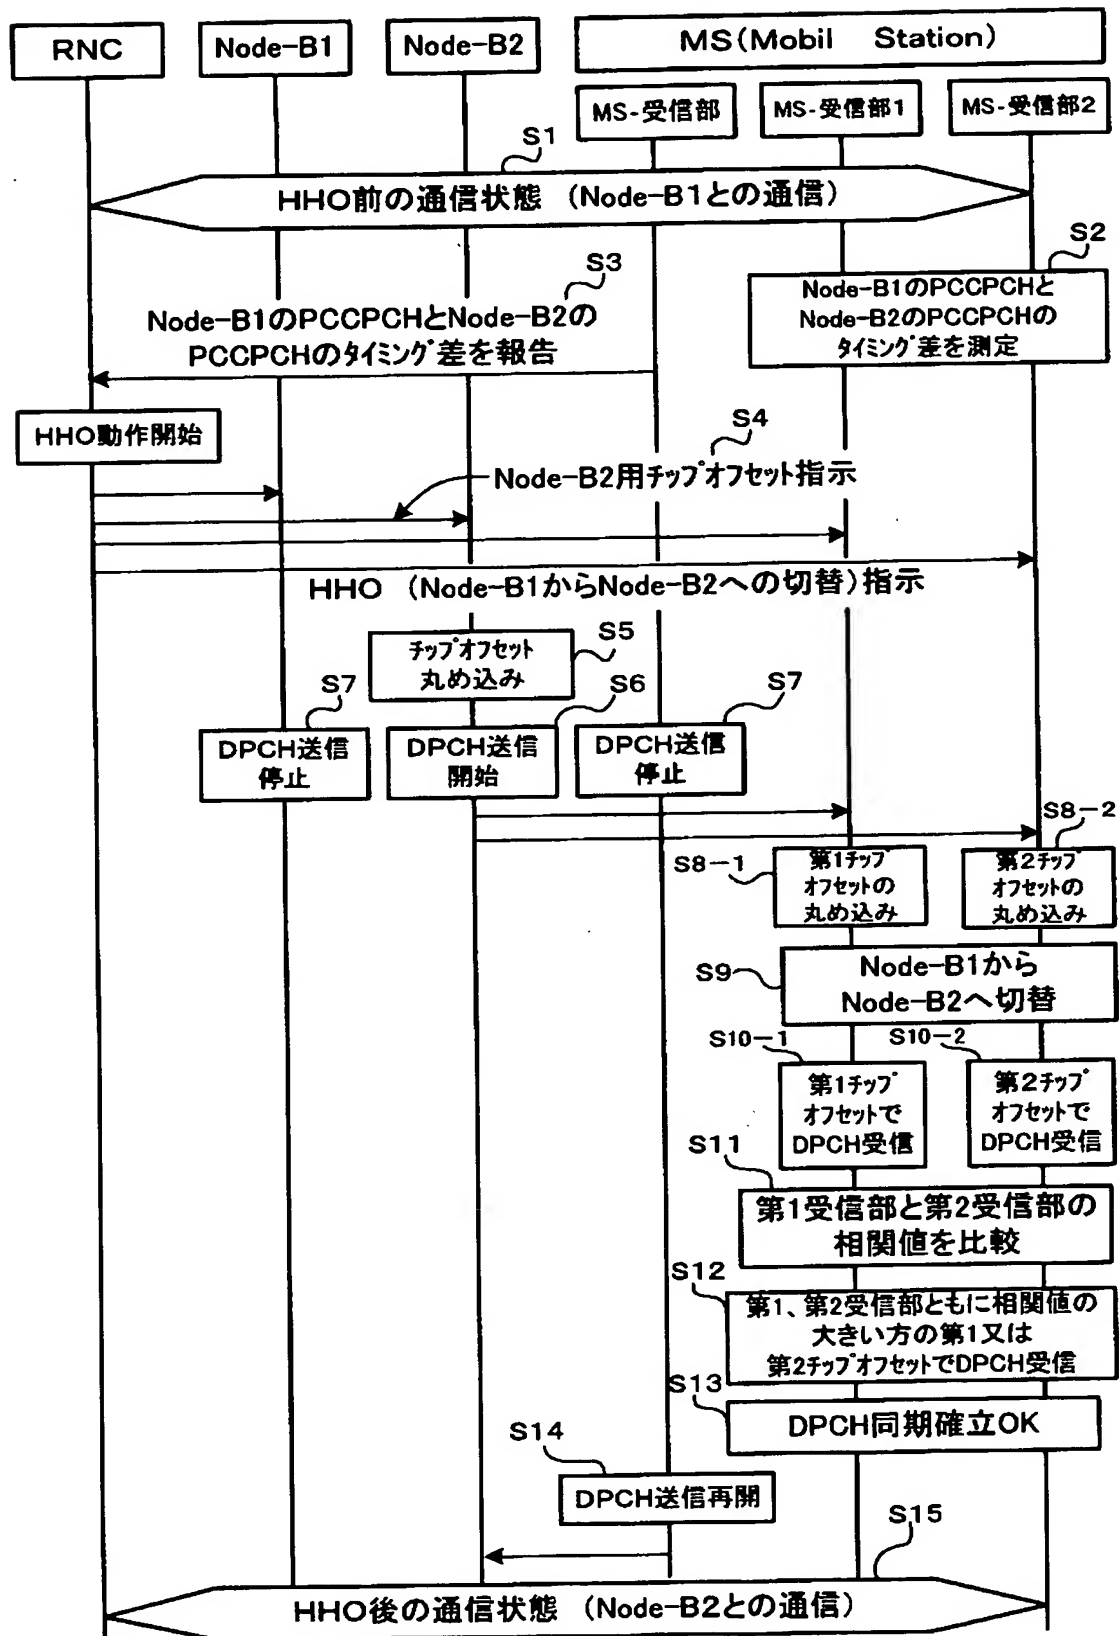 RNC
Node-B1
Node-B2
MS(Mobil Station)
MS-受信部
MS-受信部1
MS-受信部2
S1
HHO前の通信状態 (Node-B1との通信)
S2
Node-B1のPCCPCHと
Node-B2のPCCPCHの
タイミング差を測定
S3
Node-B1のPCCPCHとNode-B2の
PCCPCHのタイミング差を報告
HHO動作開始
S4
Node-B2用チップオフセット指示
HHO (Node-B1からNode-B2への切替)指示
チップオフセット
丸め込み
S5
S7
DPCH送信
停止
S6
DPCH送信
開始
S7
DPCH送信
停止
S8-1
第1チップ
オフセットの
丸め込み
S8-2
第2チップ
オフセットの
丸め込み
S9
Node-B1から
Node-B2へ切替
S10-1
第1チップ
オフセットで
DPCH受信
S10-2
第2チップ
オフセットで
DPCH受信
S11
第1受信部と第2受信部の
相関値を比較
S12
第1、第2受信部ともに相関値の
大きい方の第1又は
第2チップオフセットでDPCH受信
S13
DPCH同期確立OK
S14
DPCH送信再開
S15
HHO後の通信状態 (Node-B2との通信)